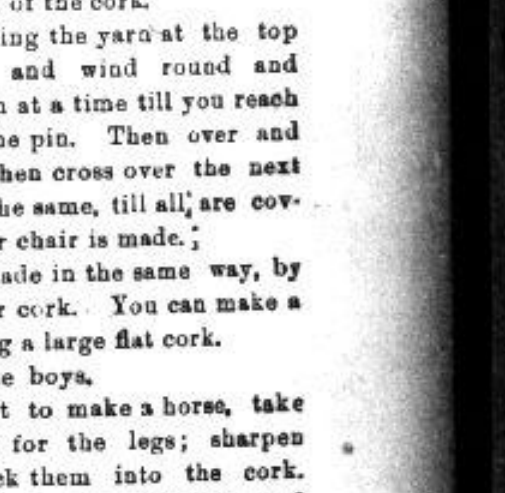 of the cork.
ing the yarn at the top
and wind round and
at a time till you reach
pin. Then over and
hen cross over the next
he same, till all, are cov-
r chair is made.;
ade in the same way, by
r cork. You can make a
g a large flat cork.
e boys.
t to make a horse, take
for the legs; sharpen
ck them into the cork.